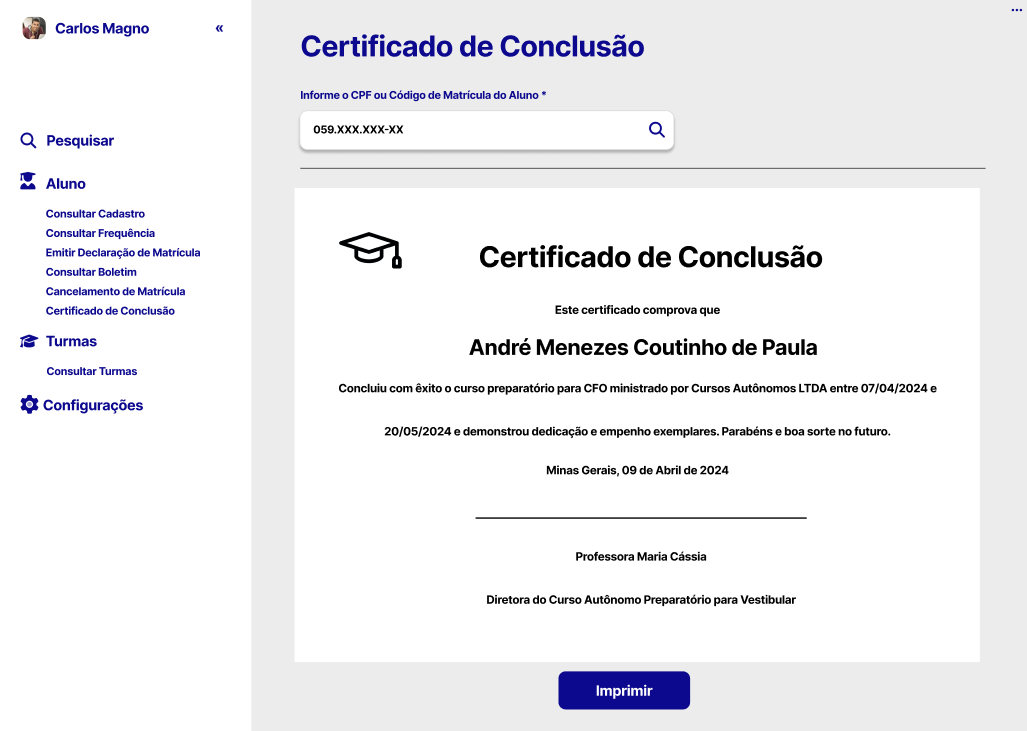 Carlos Magno
«
Pesquisar
Aluno
Consultar Cadastro
Consultar Frequência
Emitir Declaração de Matrícula
Consultar Boletim
Cancelamento de Matrícula
Certificado de Conclusão
Turmas
Consultar Turmas
Configurações
...
Certificado de Conclusão
Informe o CPF ou Código de Matrícula do Aluno *
059.XXX.XXX-XX
Certificado de Conclusão
Este certificado comprova que
André Menezes Coutinho de Paula
Concluiu com êxito o curso preparatório para CFO ministrado por Cursos Autônomos LTDA entre 07/04/2024 e
20/05/2024 e demonstrou dedicação e empenho exemplares. Parabéns e boa sorte no futuro.
Minas Gerais, 09 de Abril de 2024
Professora Maria Cássia
Diretora do Curso Autônomo Preparatório para Vestibular
Imprimir